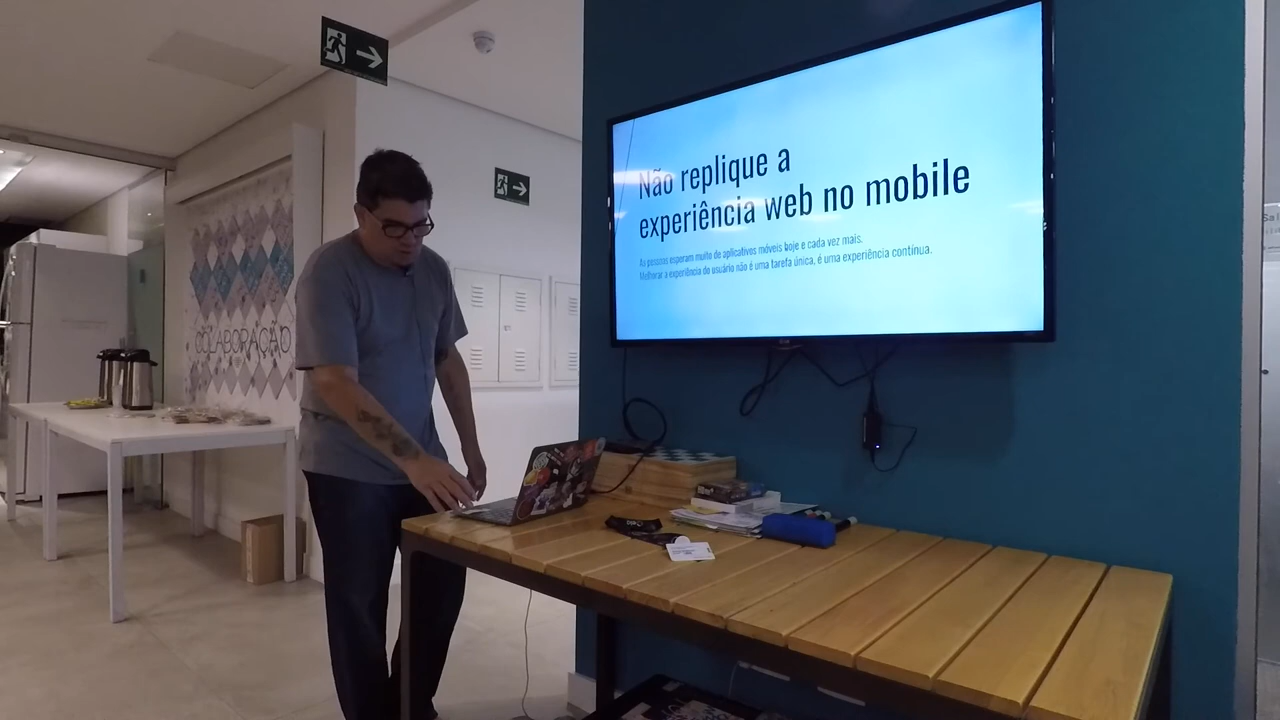 Não replique a
experiência web no mobile
As pessoas esperam muito de aplicativos móveis hoje e cada vez mais.
Melhorar a experiência do usuário não é uma tarefa única, é uma experiência contínua.
COLABORAÇÃO